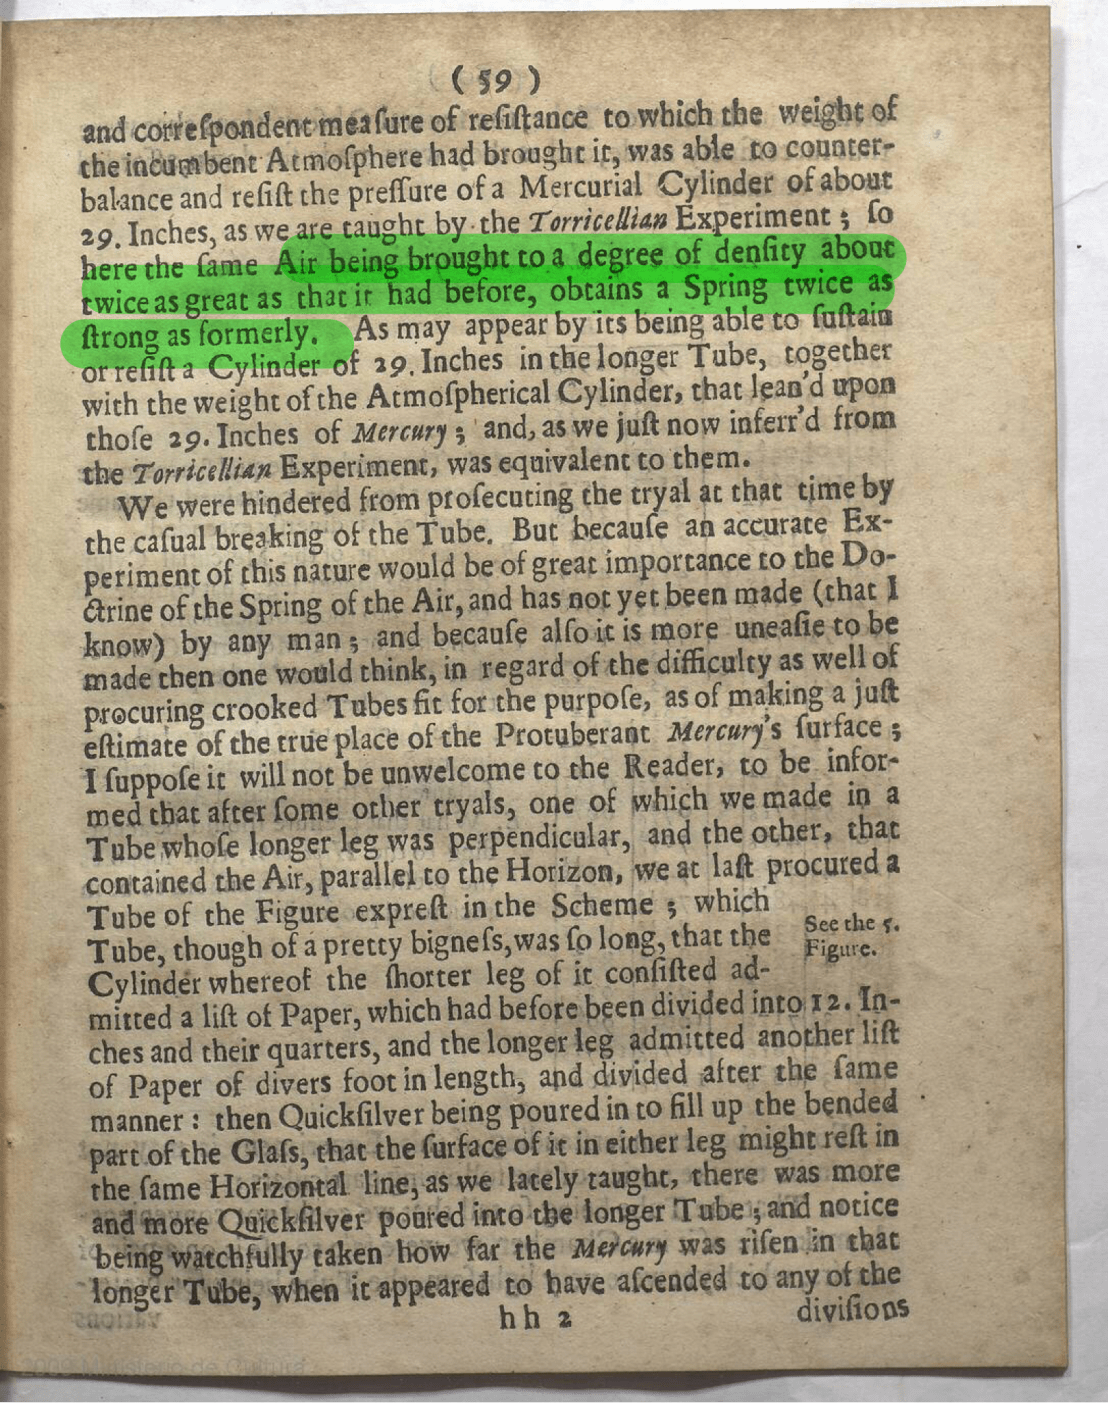 ( 59 )
and correſpondent meaſure of reſiſtance to which the weight of
the incumbent Atmoſphere had brought it, was able to counter-
balance and reſiſt the preſſure of a Mercurial Cylinder of about
29. Inches, as we are taught by the Torricellian Experiment ; ſo
here the ſame Air being brought to a degree of denſity about
twice as great as that it had before, obtains a Spring twice as
ſtrong as formerly. As may appear by its being able to ſuſtain
or reſiſt a Cylinder of 29. Inches in the longer Tube, together
with the weight of the Atmoſpherical Cylinder, that lean'd upon
thoſe 29. Inches of Mercury ; and, as we juſt now inferr'd from
the Torricellian Experiment, was equivalent to them.
We were hindered from proſecuting the tryal at that time by
the caſual breaking of the Tube. But becauſe an accurate Ex-
periment of this nature would be of great importance to the Do-
ctrine of the Spring of the Air, and has not yet been made (that I
know) by any man ; and becauſe alſo it is more uneaſie to be
made then one would think, in regard of the difficulty as well of
procuring crooked Tubes fit for the purpoſe, as of making a juſt
eſtimate of the true place of the Protuberant Mercury's ſurface ;
I ſuppoſe it will not be unwelcome to the Reader, to be infor-
med that after ſome other tryals, one of which we made in a
Tube whoſe longer leg was perpendicular, and the other, that
contained the Air, parallel to the Horizon, we at laſt procured a
Tube of the Figure expreſt in the Scheme ; which
Tube, though of a pretty bigneſs, was ſo long, that the
Cylinder whereof the ſhorter leg of it conſiſted ad-
See the 5.
Figure.
mitted a liſt of Paper, which had before been divided into 12. In-
ches and their quarters, and the longer leg admitted another liſt
of Paper of divers foot in length, and divided after the ſame
manner : then Quickſilver being poured in to fill up the bended
part of the Glaſs, that the ſurface of it in either leg might reſt in
the ſame Horizontal line, as we lately taught, there was more
and more Quickſilver poured into the longer Tube ; and notice
being watchfully taken how far the Mercury was riſen in that
longer Tube, when it appeared to have aſcended to any of the
h h 2 diviſions
2009 Ministerio de Cultura